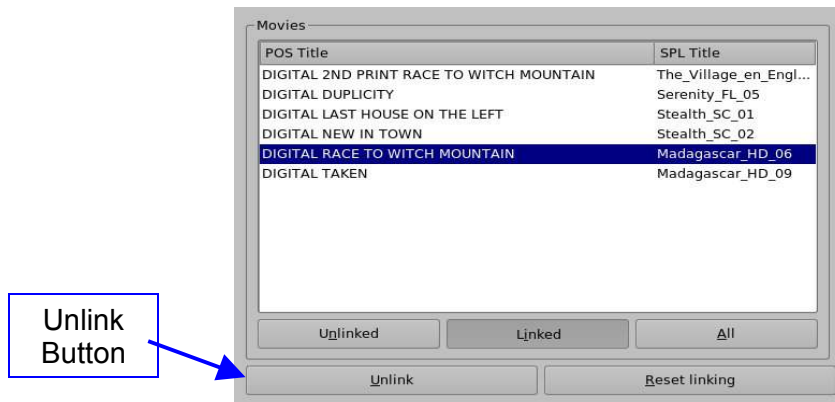 Movies
POS Title SPL Title
DIGITAL 2ND PRINT RACE TO WITCH MOUNTAIN The_Village_en_Engl...
DIGITAL DUPLICITY Serenity_FL_05
DIGITAL LAST HOUSE ON THE LEFT Stealth_SC_01
DIGITAL NEW IN TOWN Stealth_SC_02
DIGITAL RACE TO WITCH MOUNTAIN Madagascar_HD_06
DIGITAL TAKEN Madagascar_HD_09
Unlinked Linked All
Unlink
Button
Unlink Reset linking